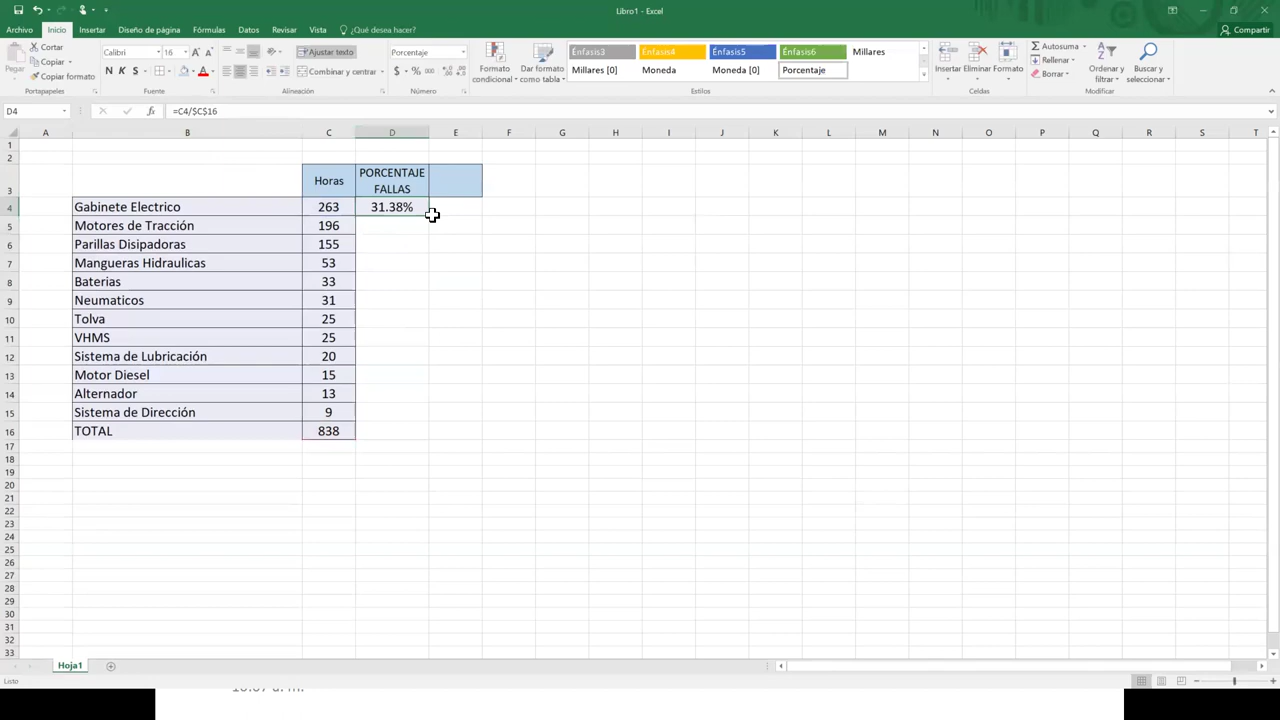 Libro1 - Excel
Archivo Inicio Insertar Diseño de página Fórmulas Datos Revisar Vista ¿Qué desea hacer? Compartir
Pegar
Cortar
Copiar
Copiar formato
Portapapeles
Calibri 16
N K S
Fuente
Ajustar texto
Combinar y centrar
Alineación
Porcentaje
$ % 000
Número
Formato condicional
Dar formato como tabla
Énfasis3 Énfasis4 Énfasis5 Énfasis6 Millares
Millares [0] Moneda Moneda [0] Porcentaje
Estilos
Insertar Eliminar Formato
Celdas
Autosuma
Rellenar
Borrar
Ordenar y filtrar
Buscar y seleccionar
Modificar
D4 fx =C4/$C$16
A B C D E F G H I J K L M N O P Q R S T
1
2
3 Horas PORCENTAJE FALLAS
4 Gabinete Electrico 263 31.38%
5 Motores de Tracción 196
6 Parillas Disipadoras 155
7 Mangueras Hidraulicas 53
8 Baterias 33
9 Neumaticos 31
10 Tolva 25
11 VHMS 25
12 Sistema de Lubricación 20
13 Motor Diesel 15
14 Alternador 13
15 Sistema de Dirección 9
16 TOTAL 838
17
18
19
20
21
22
23
24
25
26
27
28
29
30
31
32
33
Hoja1
Listo